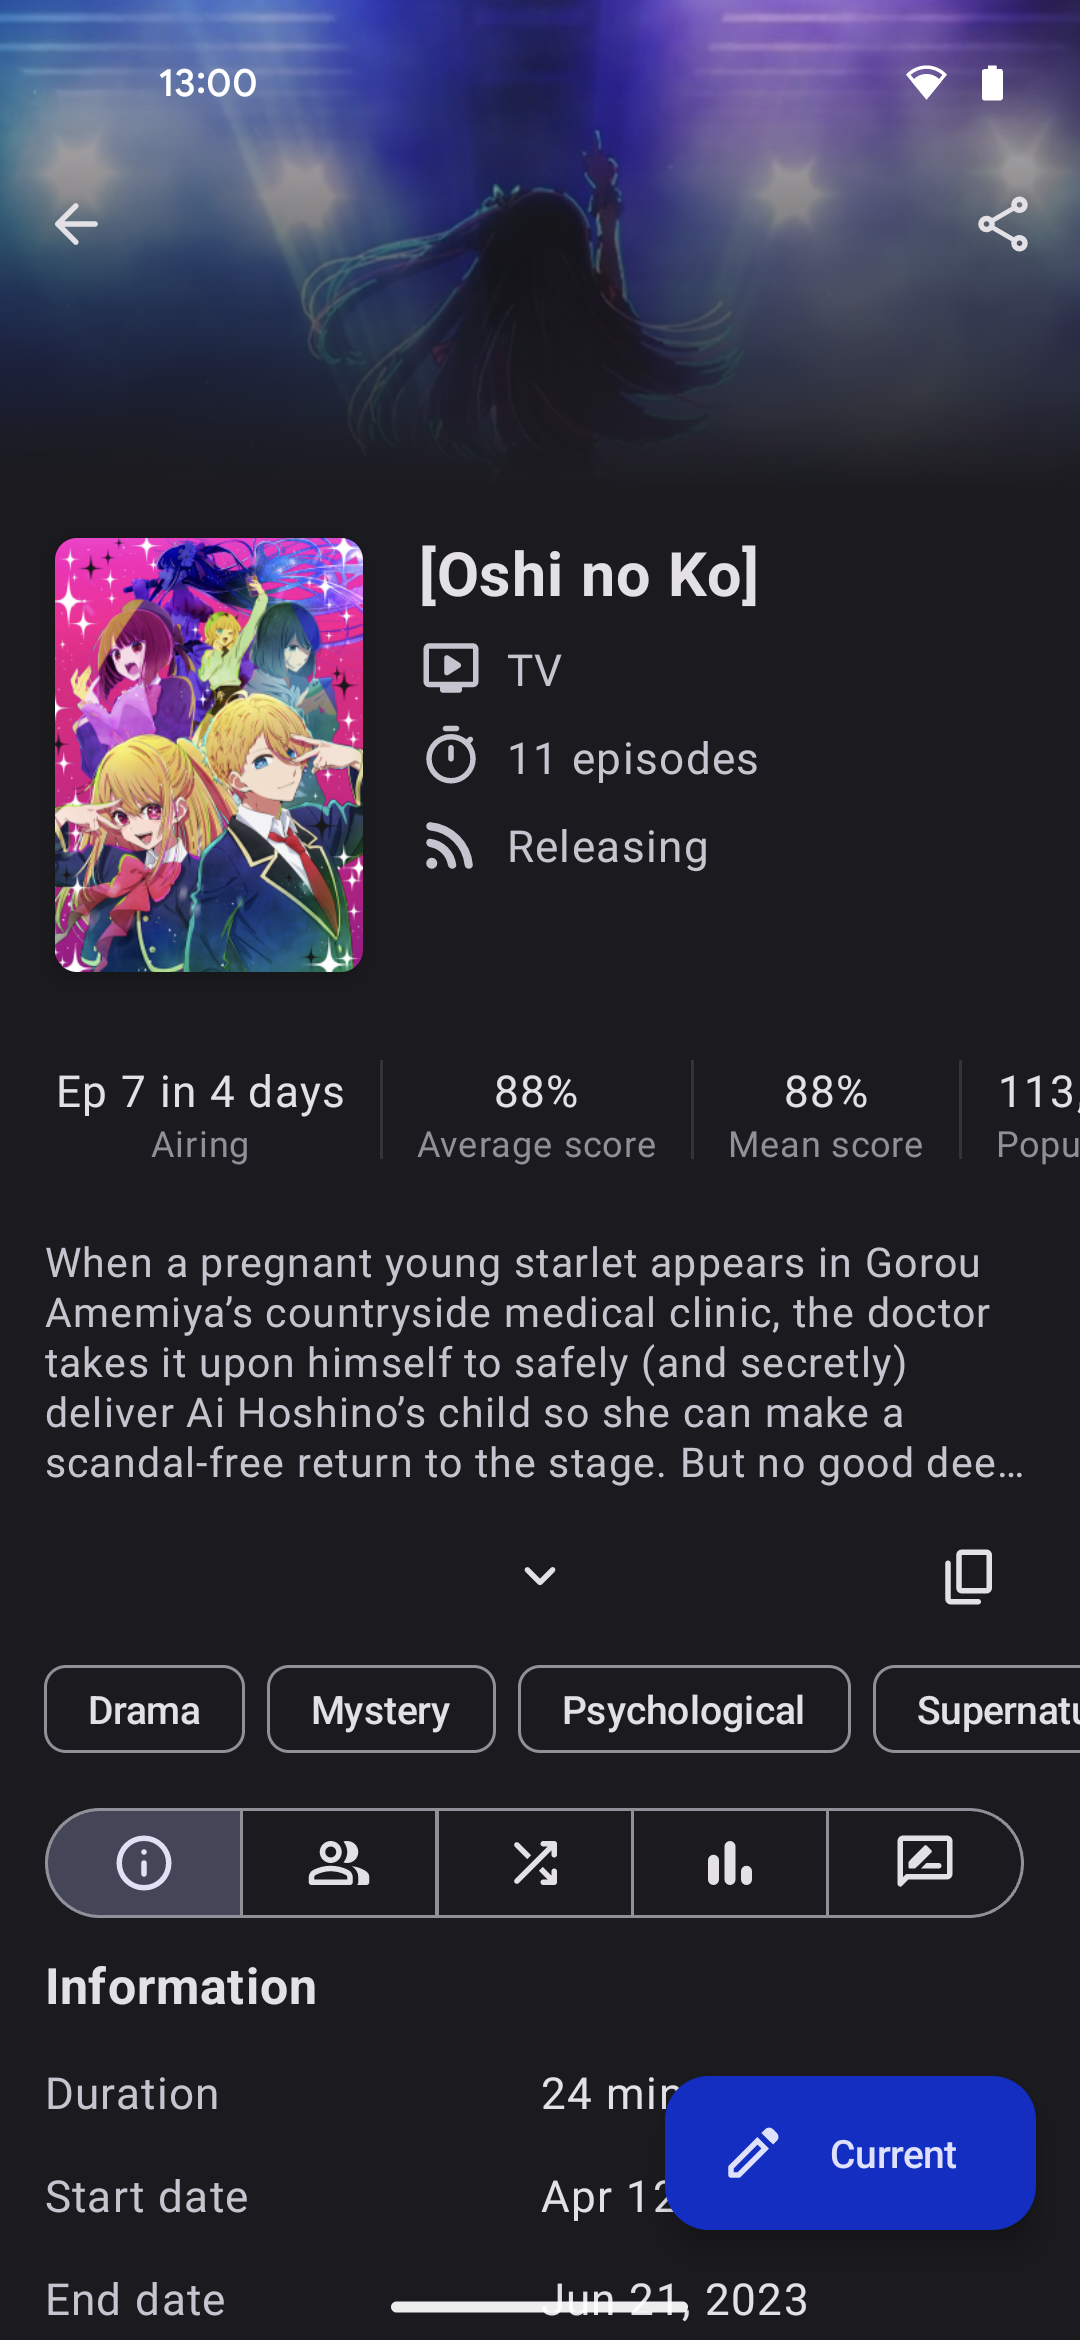 13:00
[Oshi no Ko]
TV
11 episodes
Releasing
Ep 7 in 4 days
Airing
88%
Average score
88%
Mean score
113,
Popu
When a pregnant young starlet appears in Gorou
Amemiya’s countryside medical clinic, the doctor
takes it upon himself to safely (and secretly)
deliver Ai Hoshino’s child so she can make a
scandal-free return to the stage. But no good dee…
Drama
Mystery
Psychological
Supernatu
Information
Duration
24 min
Start date
Apr 12
Current
End date
Jun 21, 2023